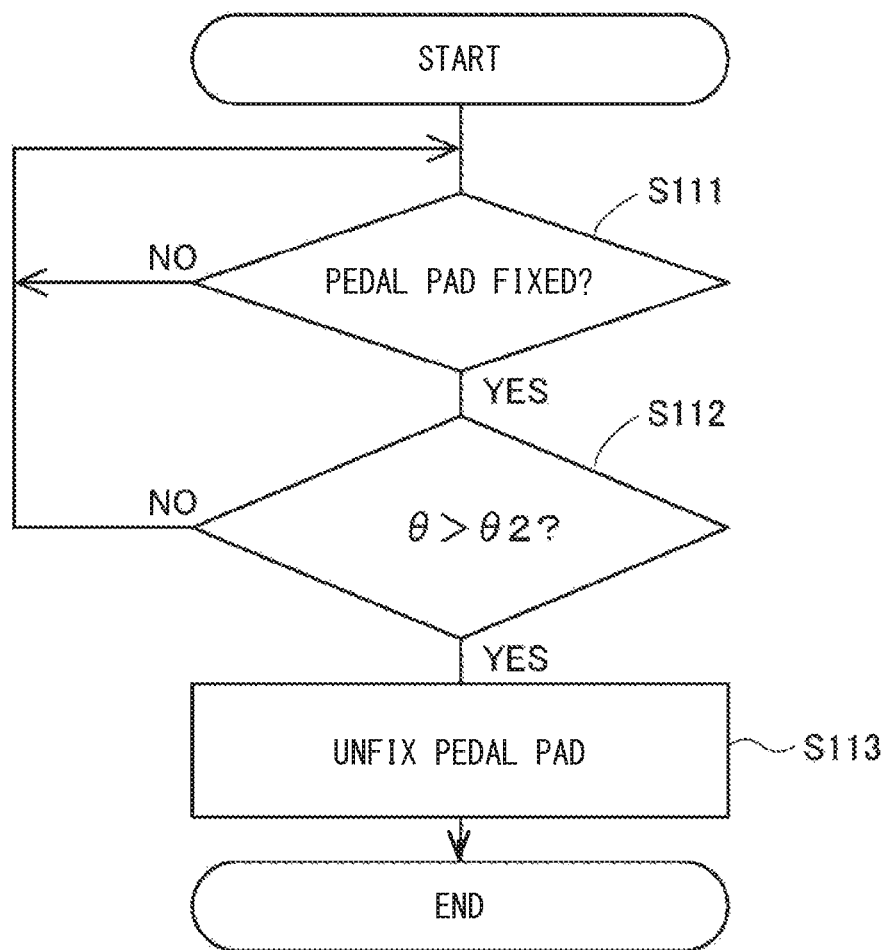 START
S111
NO
PEDAL PAD FIXED?
YES
S112
NO
θ > θ2?
YES
UNFIX PEDAL PAD
S113
END